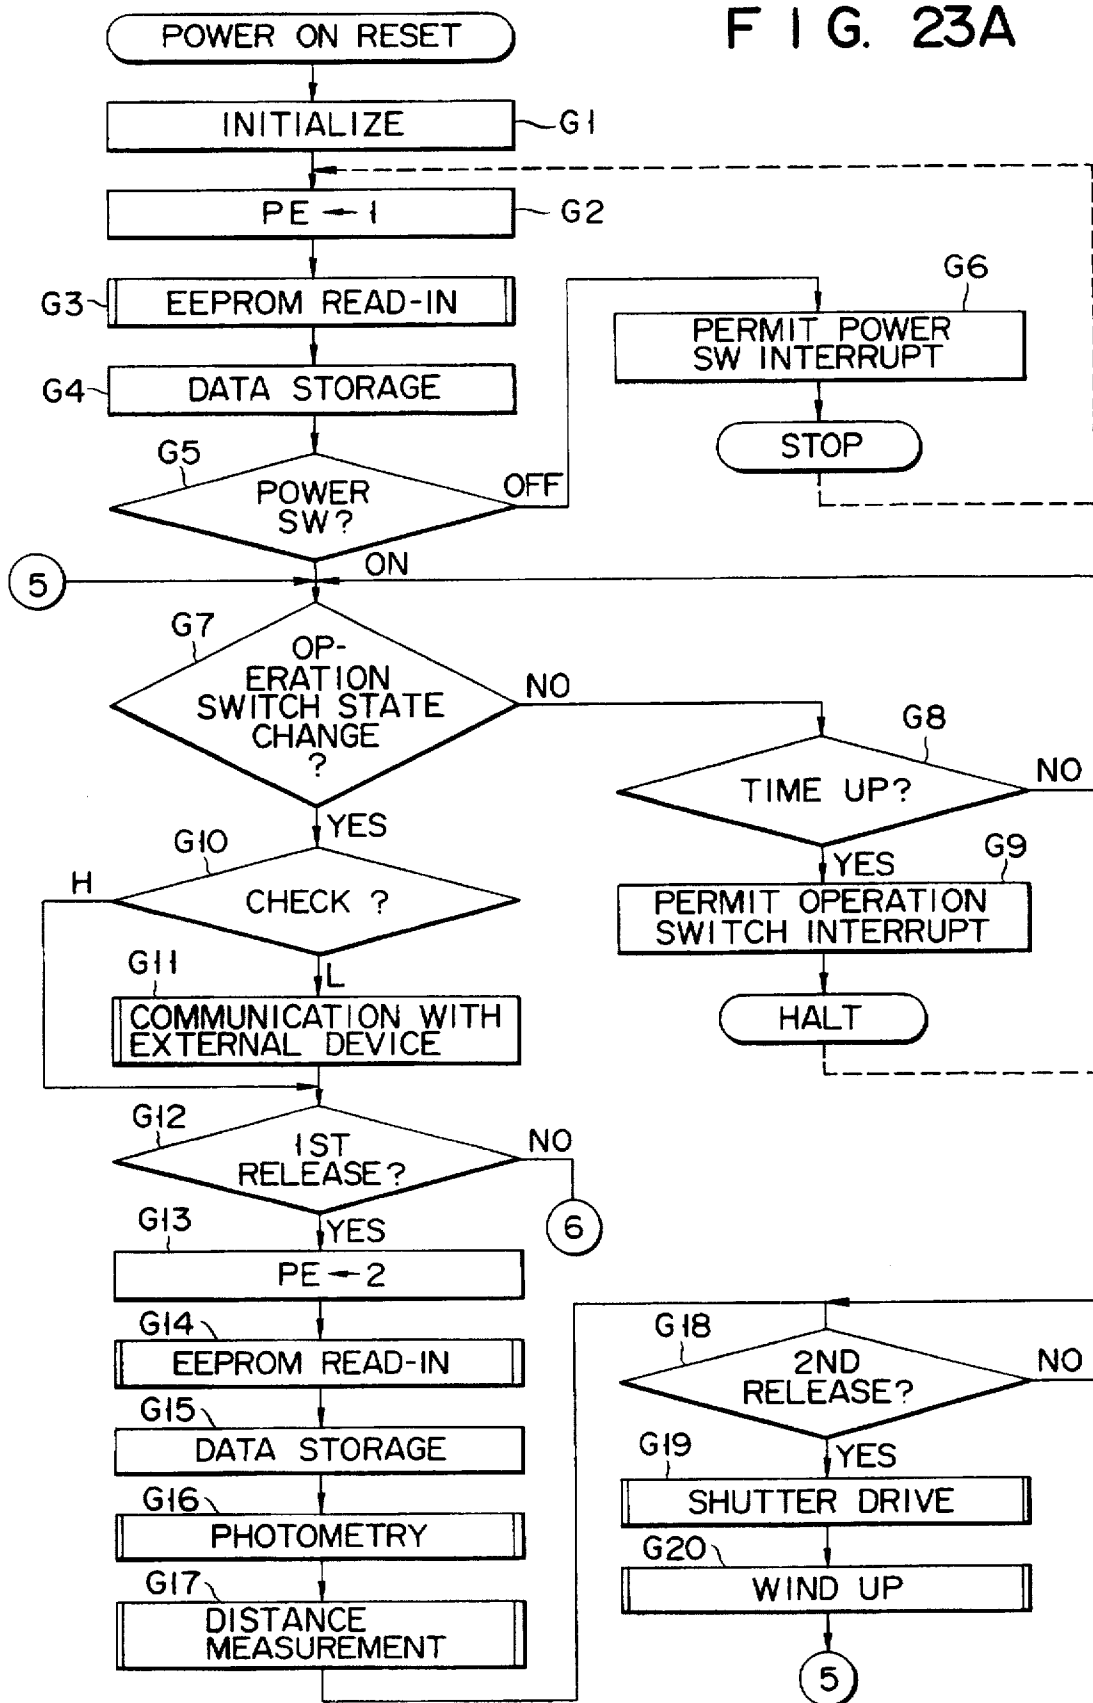 FIG. 23A
POWER ON RESET
INITIALIZE
G1
PE ← 1
G2
G3
EEPROM READ-IN
G4
DATA STORAGE
G5
POWER
SW?
OFF
ON
G6
PERMIT POWER
SW INTERRUPT
STOP
5
G7
OP-
ERATION
SWITCH STATE
CHANGE
?
NO
YES
G8
TIME UP?
NO
YES
G9
PERMIT OPERATION
SWITCH INTERRUPT
HALT
G10
H
CHECK ?
L
G11
COMMUNICATION WITH
EXTERNAL DEVICE
G12
1ST
RELEASE?
NO
6
YES
G13
PE ← 2
G14
EEPROM READ-IN
G15
DATA STORAGE
G16
PHOTOMETRY
G17
DISTANCE
MEASUREMENT
G18
2ND
RELEASE?
NO
YES
G19
SHUTTER DRIVE
G20
WIND UP
5